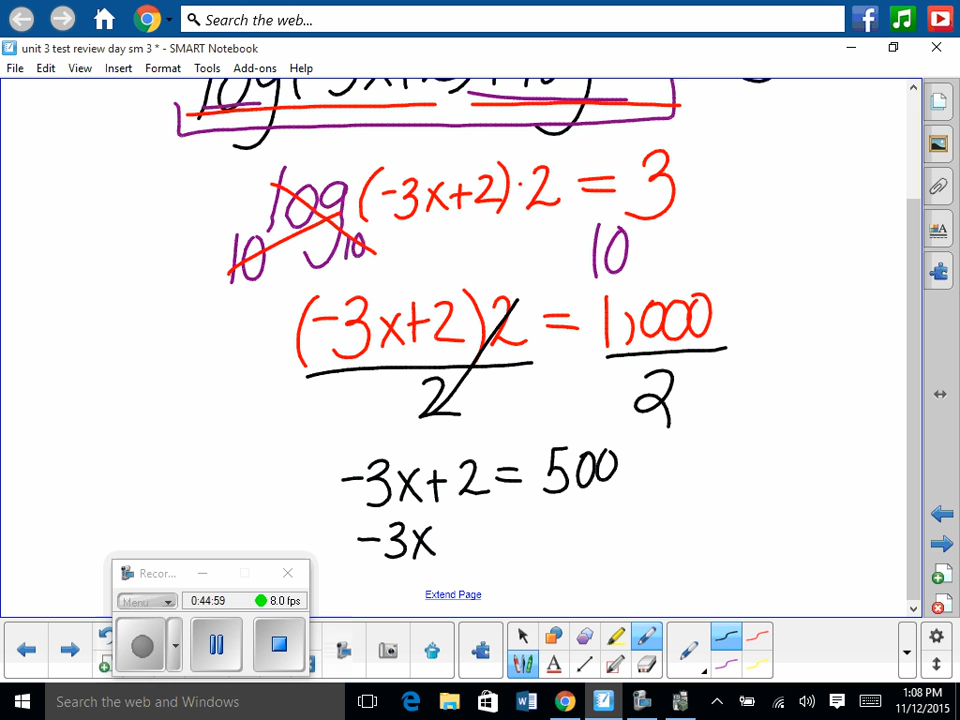 Search the web...
unit 3 test review day sm 3 * - SMART Notebook
File Edit View Insert Format Tools Add-ons Help
log (-3x+2)·2 = 3
10 10 10
(-3x+2)2 = 1,000
2 2
-3x+2 = 500
-3x
Extend Page
Recor...
Menu 0:44:59 8.0 fps
Search the web and Windows
1:08 PM
11/12/2015